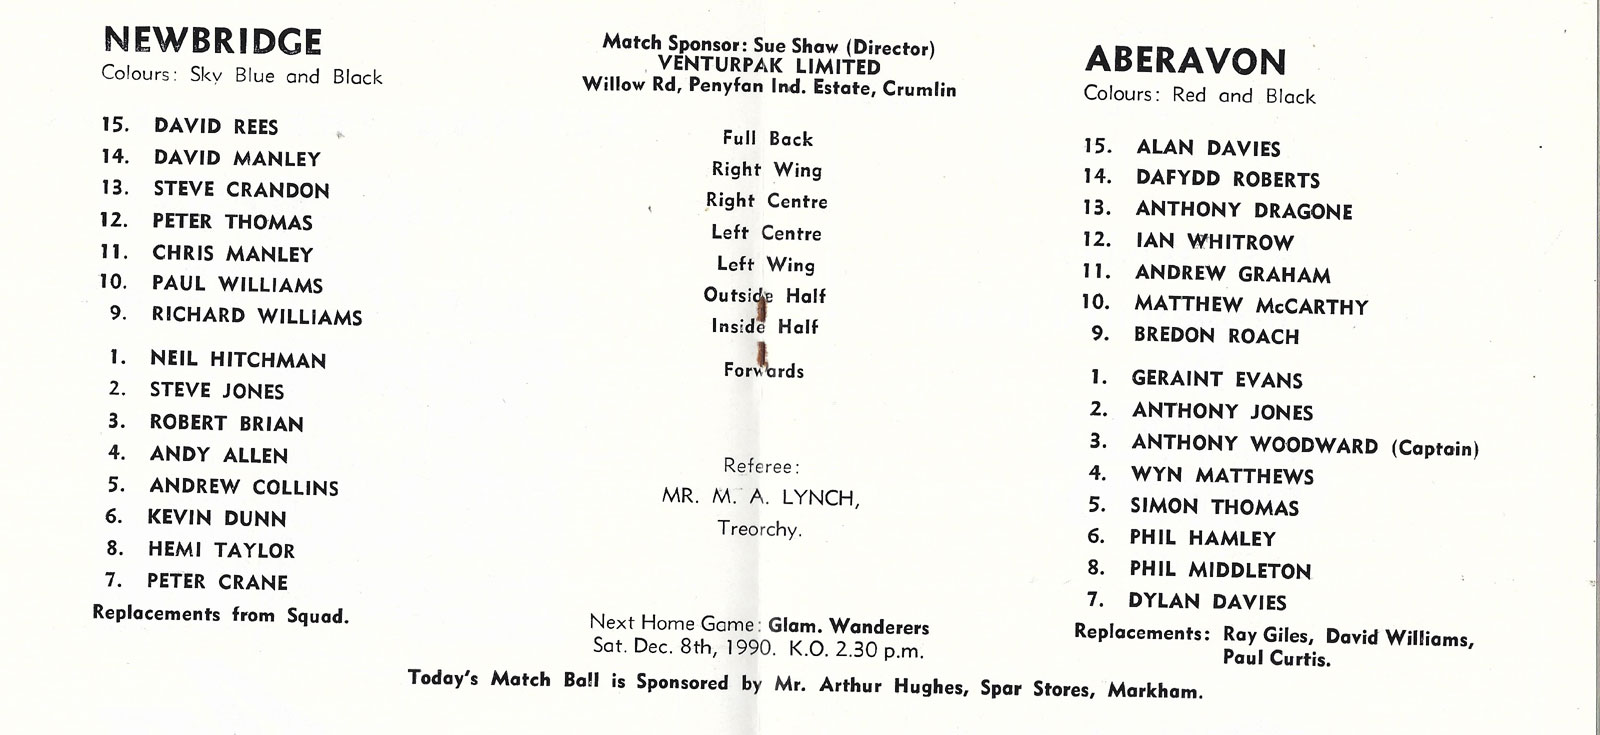 NEWBRIDGE
Colours: Sky Blue and Black
15. DAVID REES
14. DAVID MANLEY
13. STEVE CRANDON
12. PETER THOMAS
11. CHRIS MANLEY
10. PAUL WILLIAMS
9. RICHARD WILLIAMS
1. NEIL HITCHMAN
2. STEVE JONES
3. ROBERT BRIAN
4. ANDY ALLEN
5. ANDREW COLLINS
6. KEVIN DUNN
8. HEMI TAYLOR
7. PETER CRANE
Replacements from Squad.
Match Sponsor: Sue Shaw (Director)
VENTURPAK LIMITED
Willow Rd, Penyfan Ind. Estate, Crumlin
Full Back
Right Wing
Right Centre
Left Centre
Left Wing
Outside Half
Inside Half
Forwards
Referee:
MR. M. A. LYNCH,
Treorchy.
Next Home Game: Glam. Wanderers
Sat. Dec. 8th, 1990. K.O. 2.30 p.m.
ABERAVON
Colours: Red and Black
15. ALAN DAVIES
14. DAFYDD ROBERTS
13. ANTHONY DRAGONE
12. IAN WHITROW
11. ANDREW GRAHAM
10. MATTHEW McCARTHY
9. BREDON ROACH
1. GERAINT EVANS
2. ANTHONY JONES
3. ANTHONY WOODWARD (Captain)
4. WYN MATTHEWS
5. SIMON THOMAS
6. PHIL HAMLEY
8. PHIL MIDDLETON
7. DYLAN DAVIES
Replacements: Ray Giles, David Williams,
Paul Curtis.
Today's Match Ball is Sponsored by Mr. Arthur Hughes, Spar Stores, Markham.